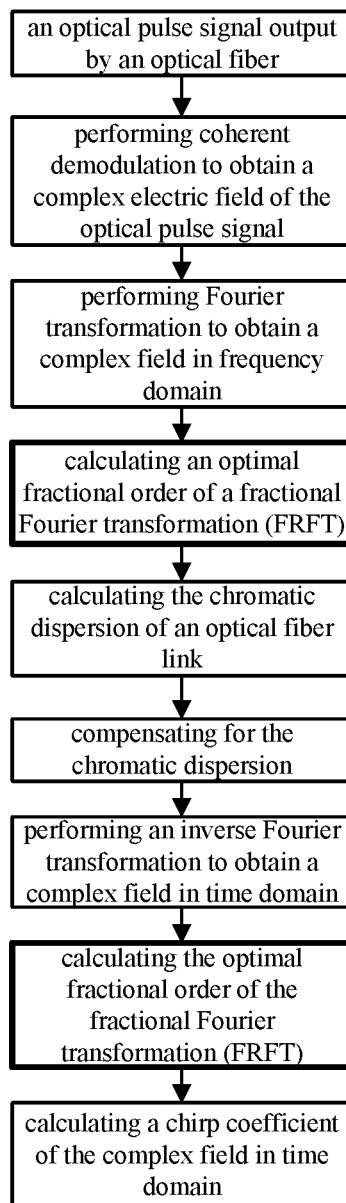 an optical pulse signal output
by an optical fiber
performing coherent
demodulation to obtain a
complex electric field of the
optical pulse signal
performing Fourier
transformation to obtain a
complex field in frequency
domain
calculating an optimal
fractional order of a fractional
Fourier transformation (FRFT)
calculating the chromatic
dispersion of an optical fiber
link
compensating for the
chromatic dispersion
performing an inverse Fourier
transformation to obtain a
complex field in time domain
calculating the optimal
fractional order of the
fractional Fourier
transformation (FRFT)
calculating a chirp coefficient
of the complex field in time
domain